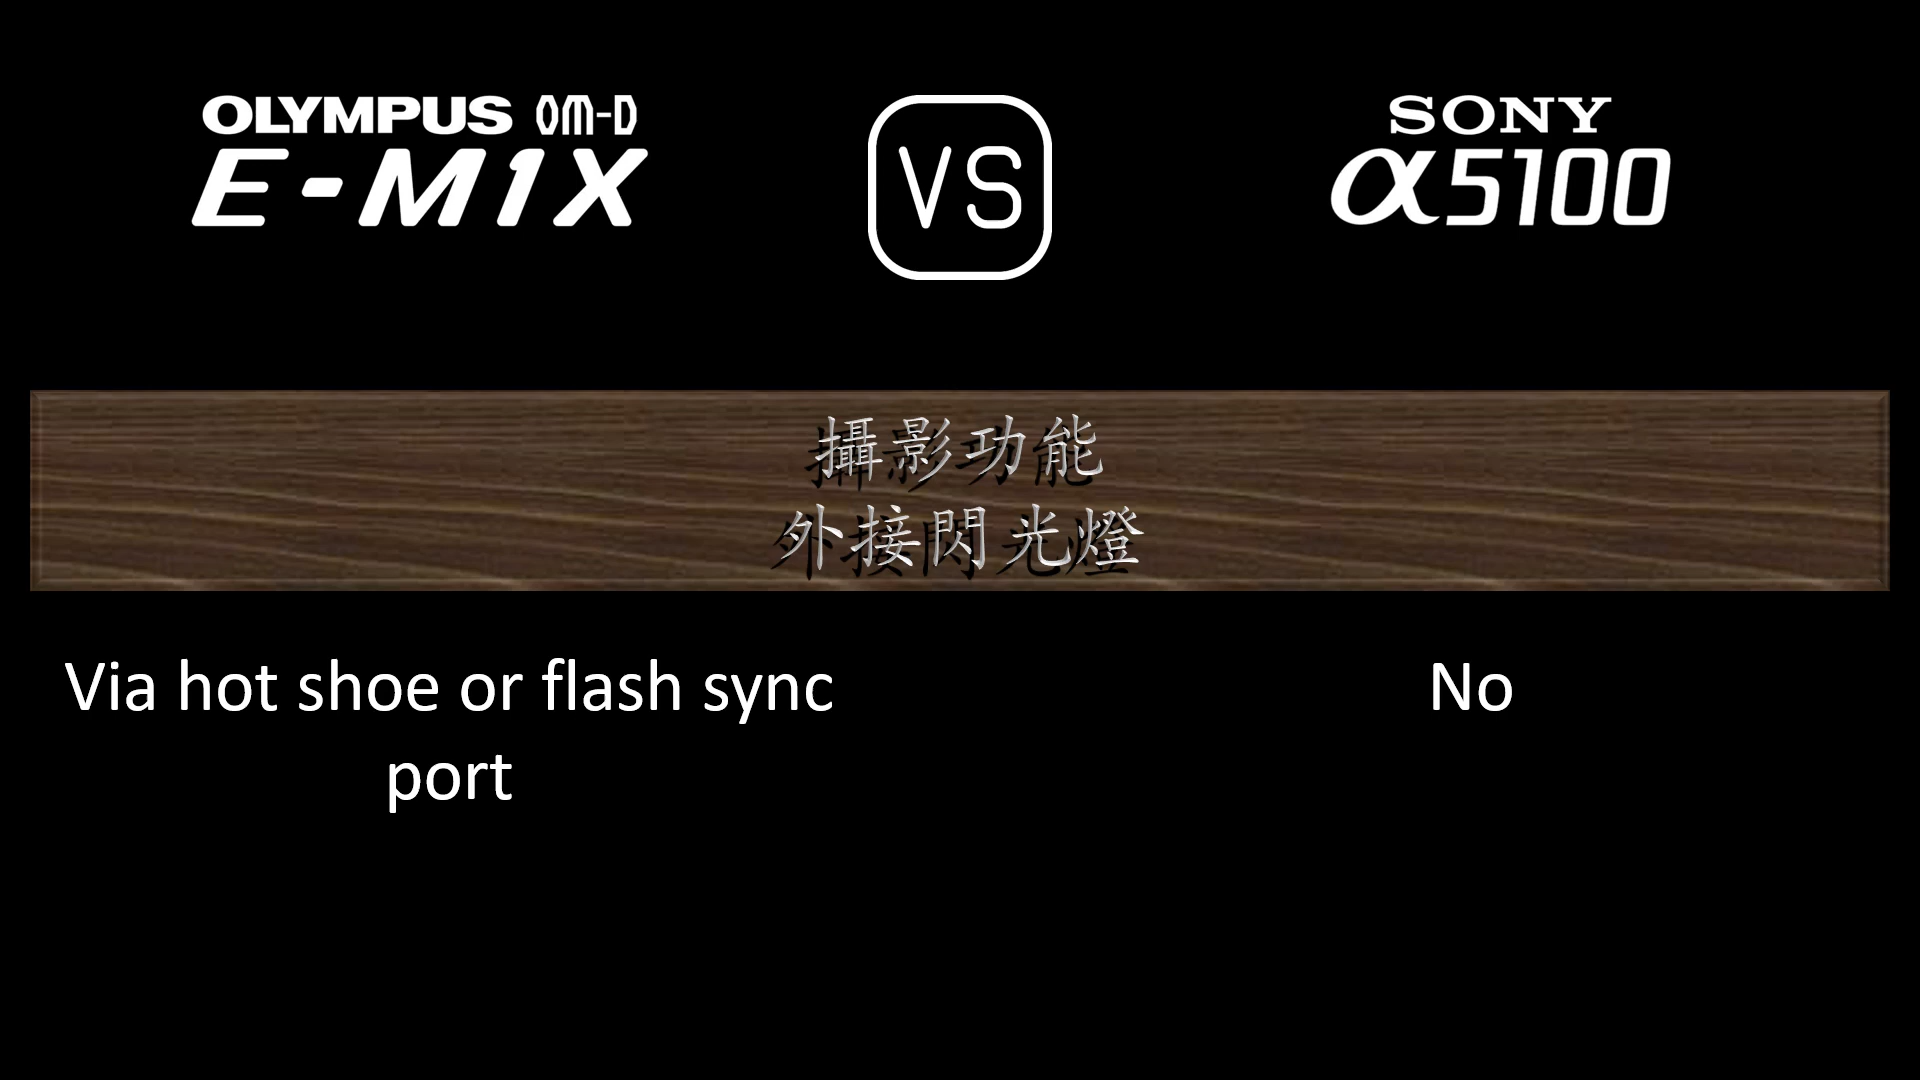 OLYMPUS OM-D
E-M1X
VS
SONY
α5100
攝影功能
外接閃光燈
Via hot shoe or flash sync
port
No